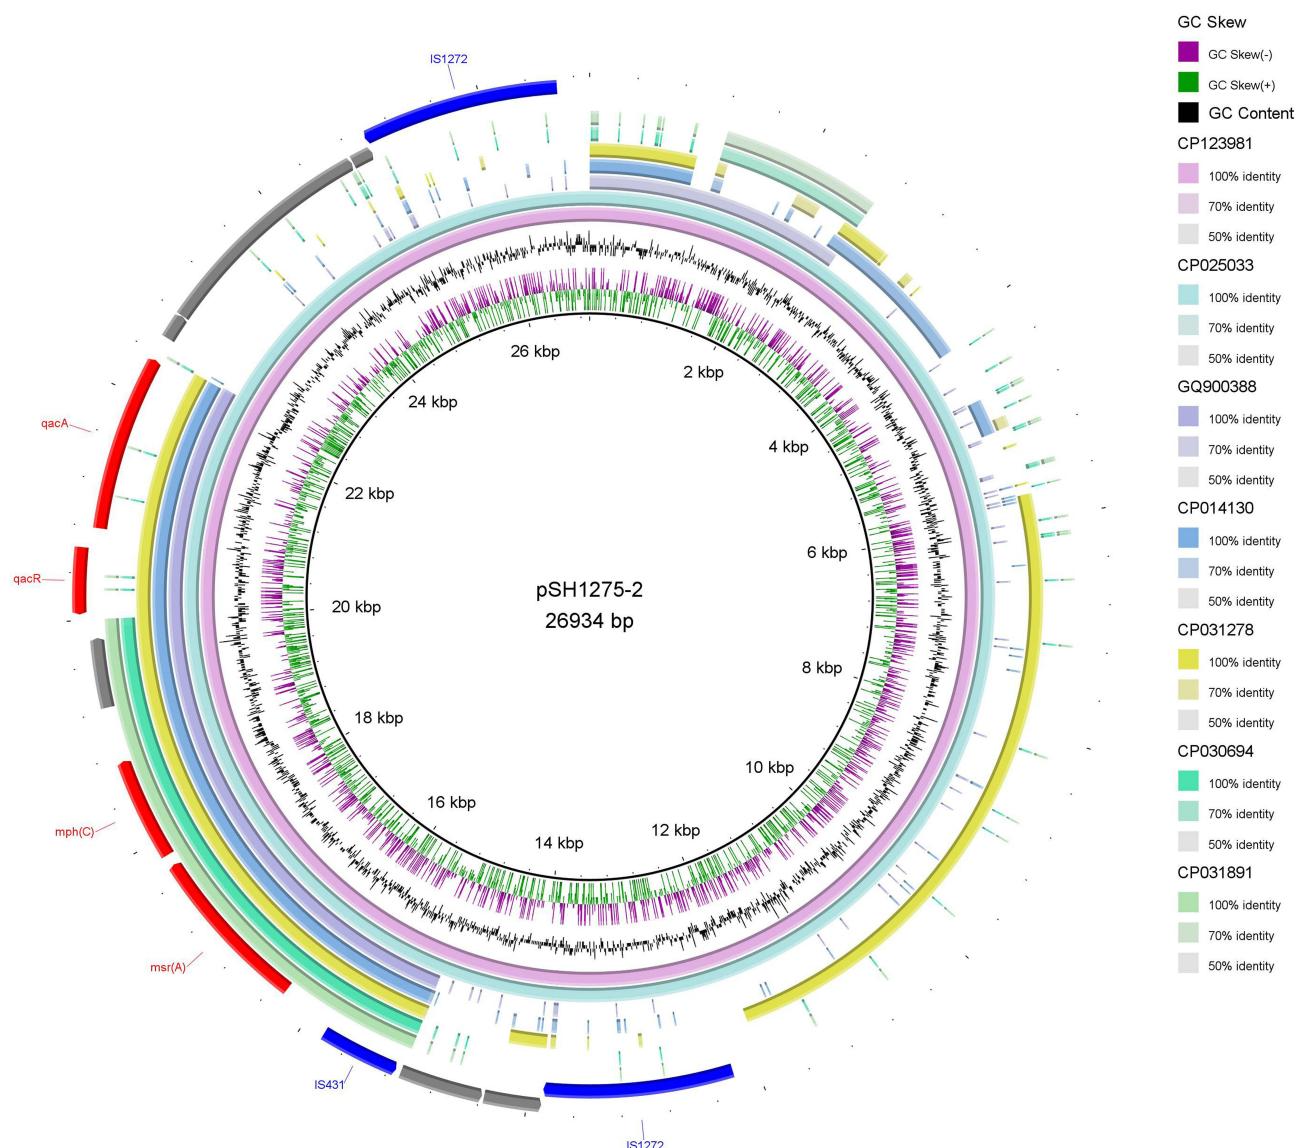 IS1272
qacA
qacR
mph(C)
msr(A)
IS431
IS1272
pSH1275-2
26934 bp
2 kbp
4 kbp
6 kbp
8 kbp
10 kbp
12 kbp
14 kbp
16 kbp
18 kbp
20 kbp
22 kbp
24 kbp
26 kbp
GC Skew
GC Skew(-)
GC Skew(+)
GC Content
CP123981
100% identity
70% identity
50% identity
CP025033
100% identity
70% identity
50% identity
GQ900388
100% identity
70% identity
50% identity
CP014130
100% identity
70% identity
50% identity
CP031278
100% identity
70% identity
50% identity
CP030694
100% identity
70% identity
50% identity
CP031891
100% identity
70% identity
50% identity